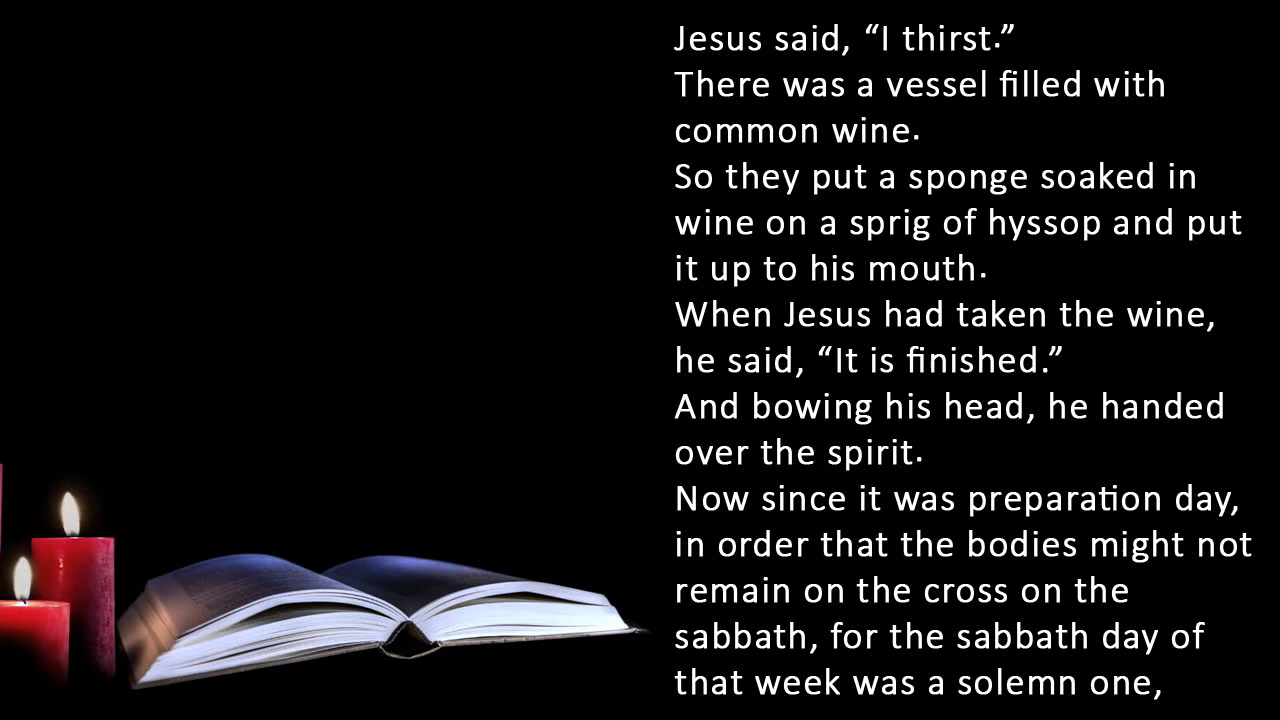 Jesus said, “I thirst.”
There was a vessel filled with
common wine.
So they put a sponge soaked in
wine on a sprig of hyssop and put
it up to his mouth.
When Jesus had taken the wine,
he said, “It is finished.”
And bowing his head, he handed
over the spirit.
Now since it was preparation day,
in order that the bodies might not
remain on the cross on the
sabbath, for the sabbath day of
that week was a solemn one,